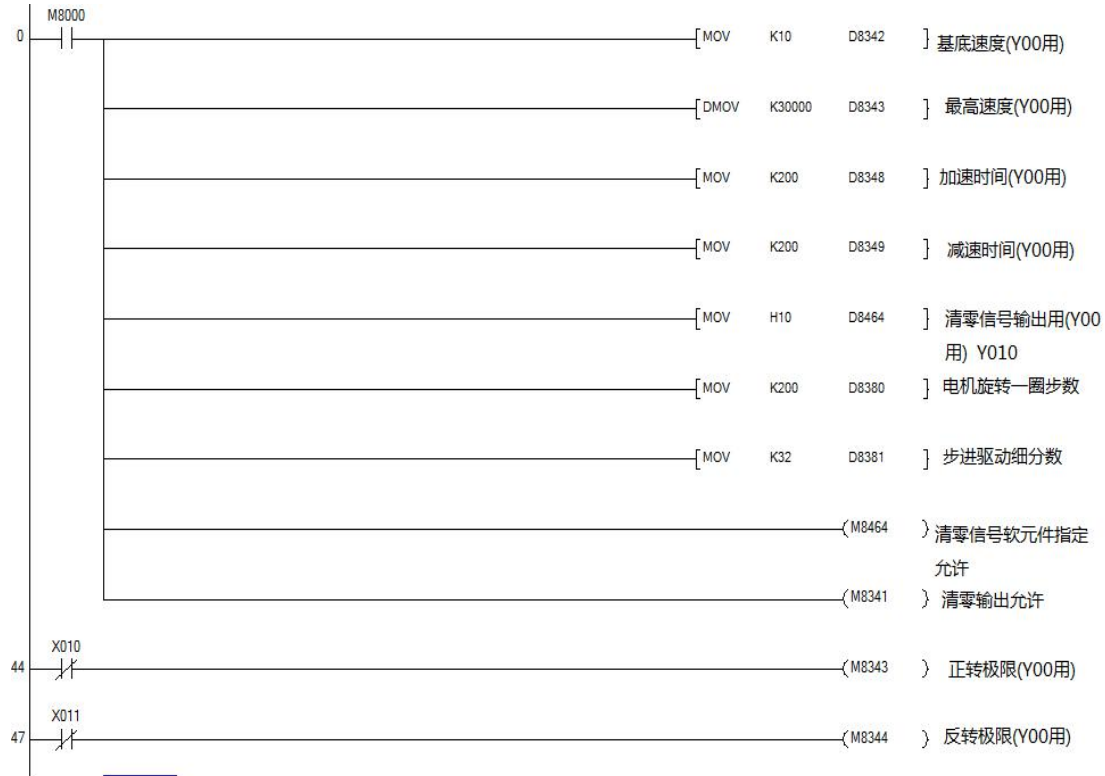 M8000
0 [MOV K10 D8342 ] 基底速度(Y00用)
[DMOV K30000 D8343 ] 最高速度(Y00用)
[MOV K200 D8348 ] 加速时间(Y00用)
[MOV K200 D8349 ] 减速时间(Y00用)
[MOV H10 D8464 ] 清零信号输出用(Y00
用) Y010
[MOV K200 D8380 ] 电机旋转一圈步数
[MOV K32 D8381 ] 步进驱动细分数
(M8464 ) 清零信号软元件指定
允许
(M8341 ) 清零输出允许
X010
44 (M8343 ) 正转极限(Y00用)
X011
47 (M8344 ) 反转极限(Y00用)